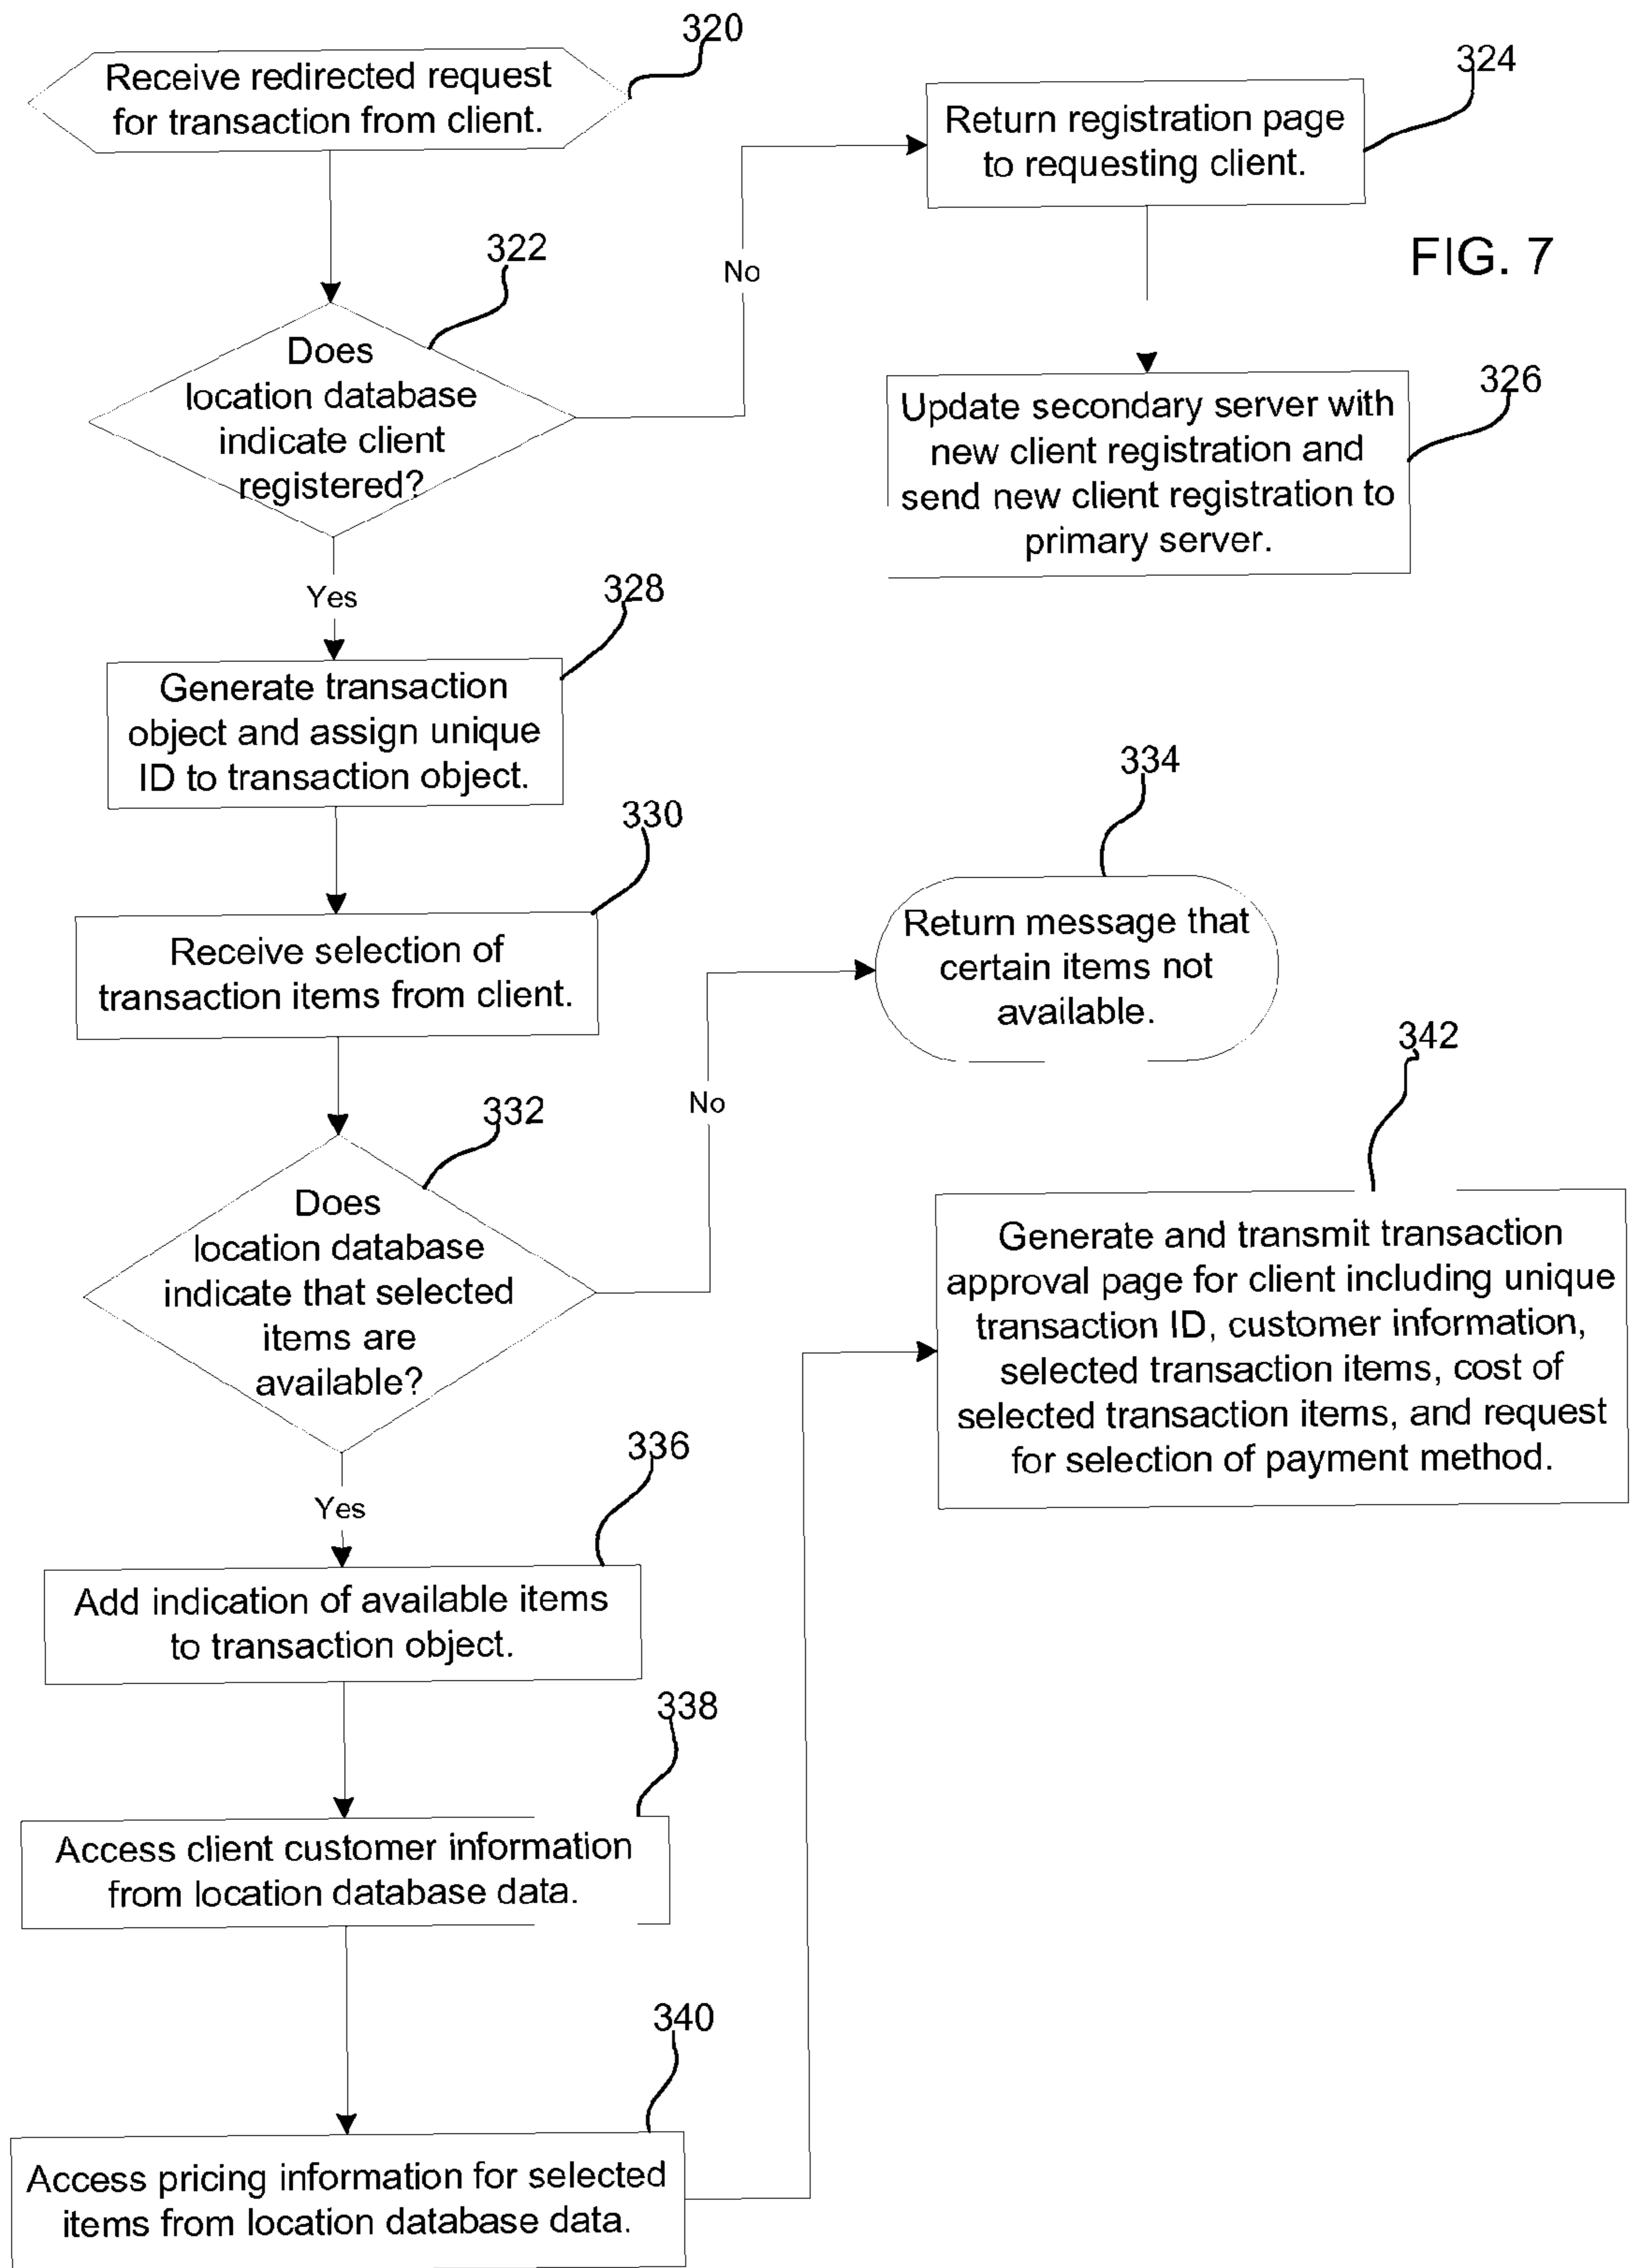 320
Receive redirected request
for transaction from client.
324
Return registration page
to requesting client.
FIG. 7
322
Does
location database
indicate client
registered?
No
326
Update secondary server with
new client registration and
send new client registration to
primary server.
Yes
328
Generate transaction
object and assign unique
ID to transaction object.
330
Receive selection of
transaction items from client.
334
Return message that
certain items not
available.
332
Does
location database
indicate that selected
items are
available?
No
342
Generate and transmit transaction
approval page for client including unique
transaction ID, customer information,
selected transaction items, cost of
selected transaction items, and request
for selection of payment method.
Yes
336
Add indication of available items
to transaction object.
338
Access client customer information
from location database data.
340
Access pricing information for selected
items from location database data.